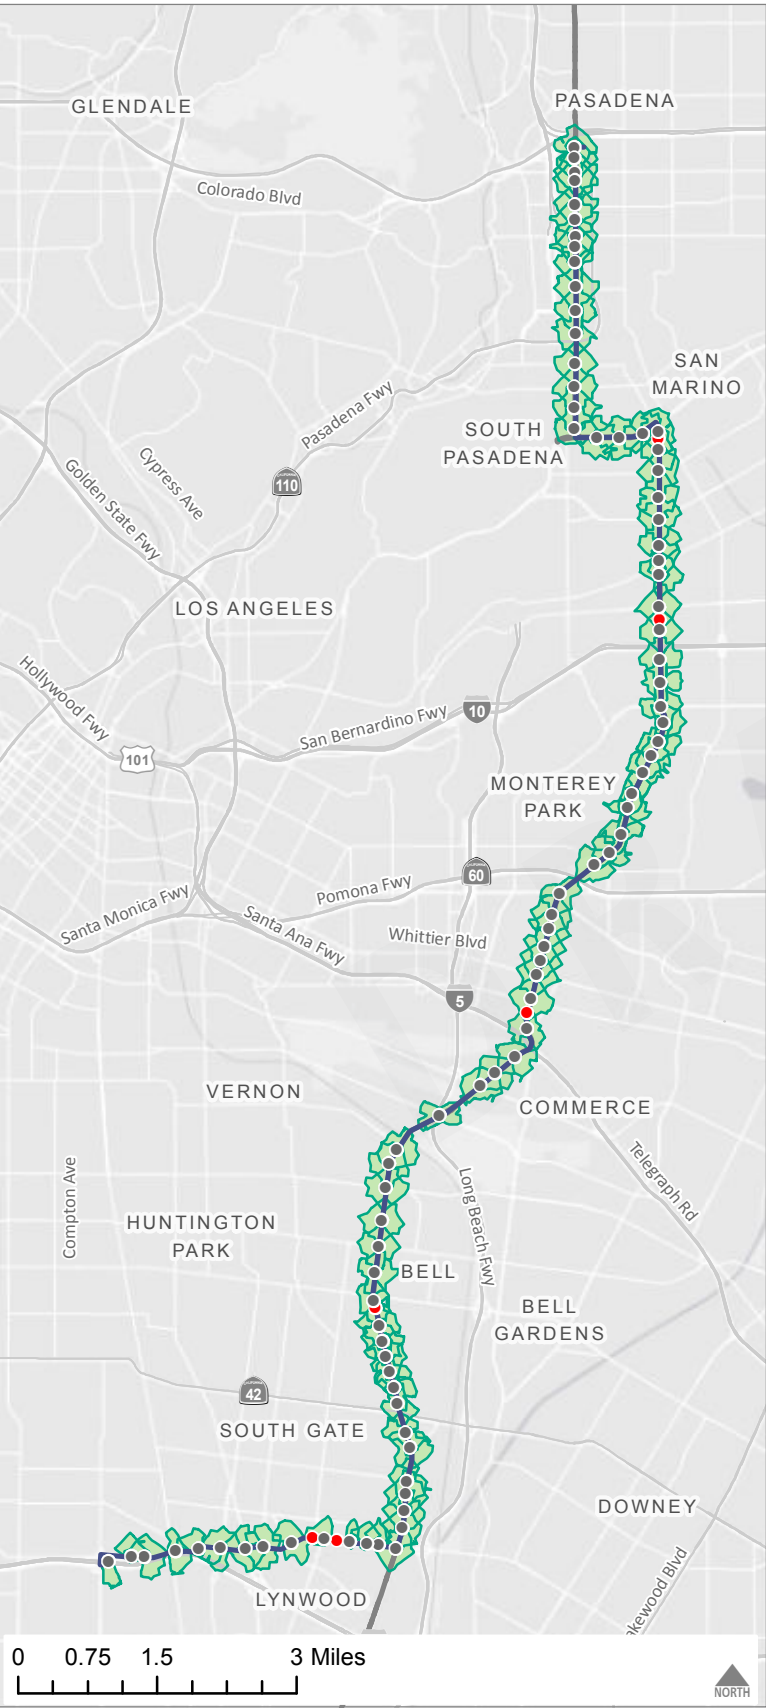 GLENDALE
PASADENA
Colorado Blvd
SAN
MARINO
Pasadena Fwy
SOUTH
PASADENA
Cypress Ave
Golden State Fwy
110
LOS ANGELES
Hollywood Fwy
San Bernardino Fwy
10
101
MONTEREY
PARK
60
Pomona Fwy
Santa Monica Fwy
Santa Ana Fwy
Whittier Blvd
5
VERNON
COMMERCE
Telegraph Rd
Compton Ave
Long Beach Fwy
HUNTINGTON
PARK
BELL
BELL
GARDENS
42
SOUTH GATE
DOWNEY
akewood Blvd
LYNWOOD
0 0.75 1.5 3 Miles
NORTH